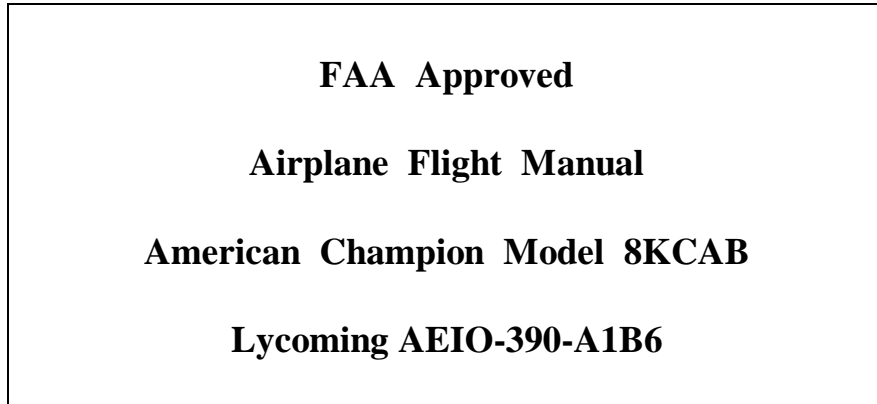 FAA Approved
Airplane Flight Manual
American Champion Model 8KCAB
Lycoming AEIO-390-A1B6